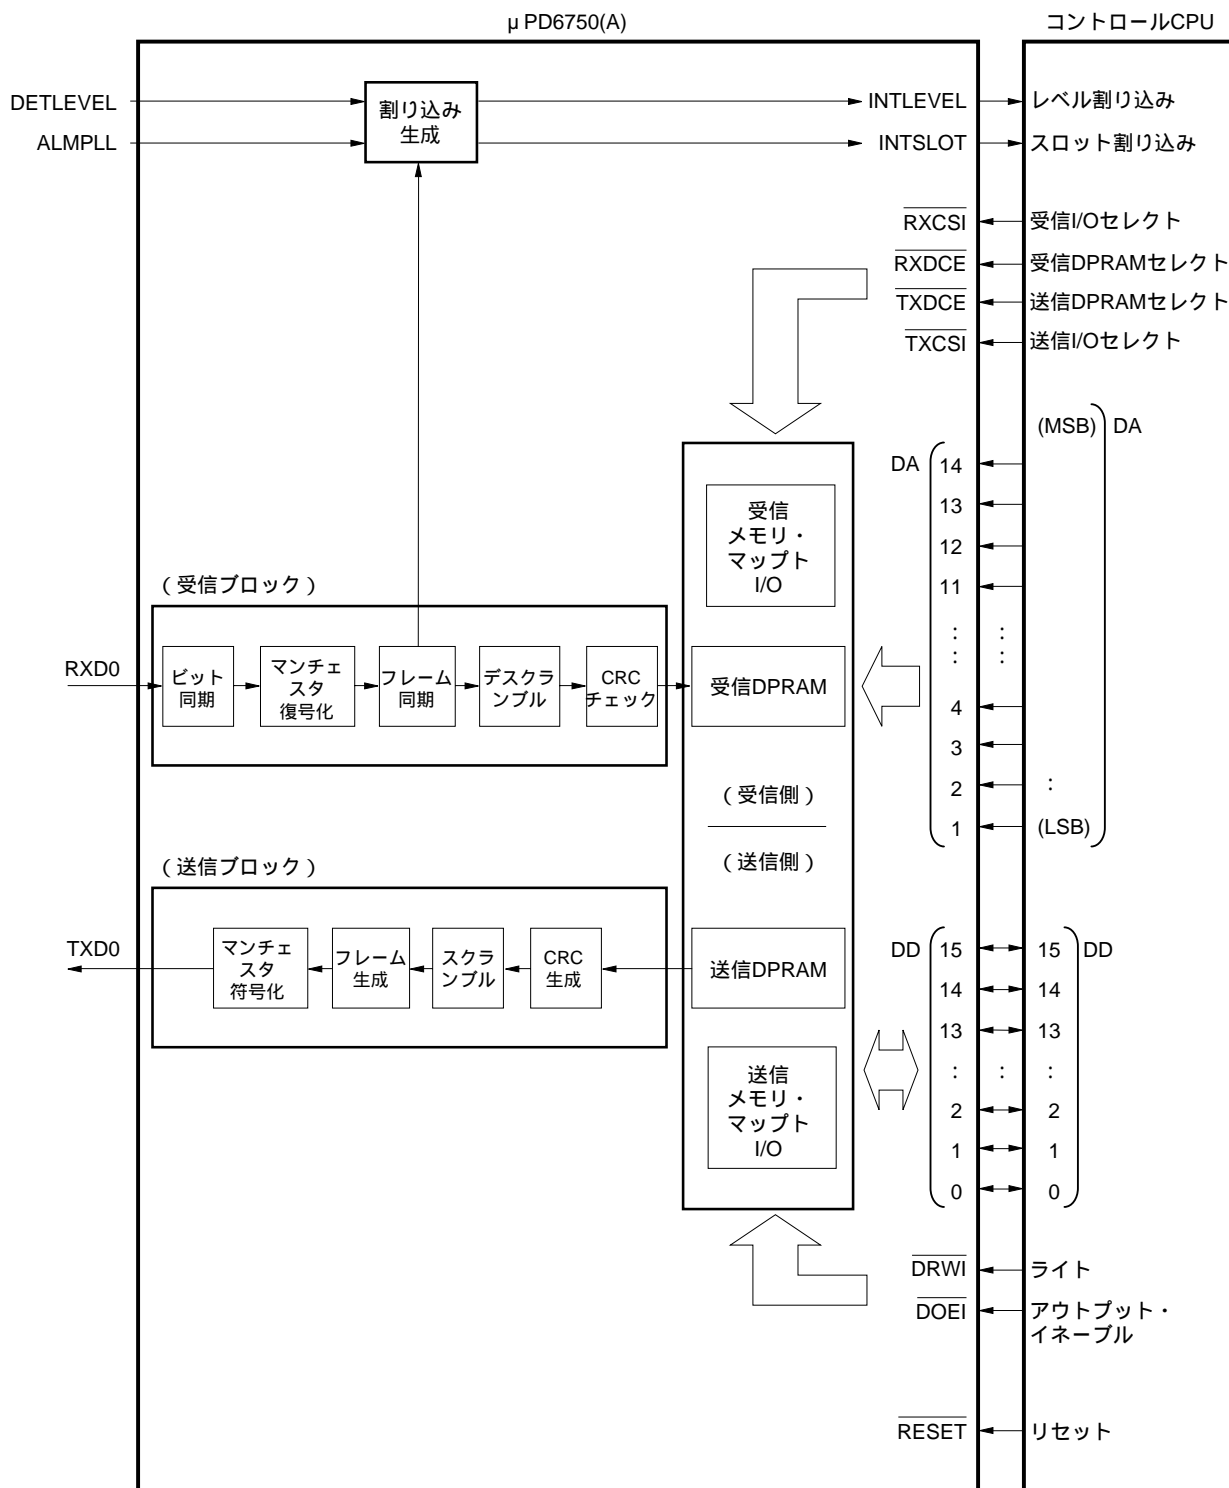 μ PD6750(A)
コントロールCPU
DETLEVEL
ALMPLL
割り込み
生成
INTLEVEL
レベル割り込み
INTSLOT
スロット割り込み
RXCSI
受信I/Oセレクト
RXDCE
受信DPRAMセレクト
TXDCE
送信DPRAMセレクト
TXCSI
送信I/Oセレクト
(MSB) DA
DA 14
13
12
11
:
:
:
:
4
3
2
:
1
(LSB)
受信
メモリ・
マップト
I/O
(受信ブロック)
RXD0
ビット
同期
マンチェ
スタ
復号化
フレーム
同期
デスクラ
ンブル
CRC
チェック
受信DPRAM
(受信側)
(送信側)
(送信ブロック)
TXD0
マンチェ
スタ
符号化
フレーム
生成
スクラ
ンブル
CRC
生成
送信DPRAM
送信
メモリ・
マップト
I/O
DD 15
15 DD
14
14
13
13
:
:
:
2
2
1
1
0
0
DRWI
ライト
DOEI
アウトプット・
イネーブル
RESET
リセット